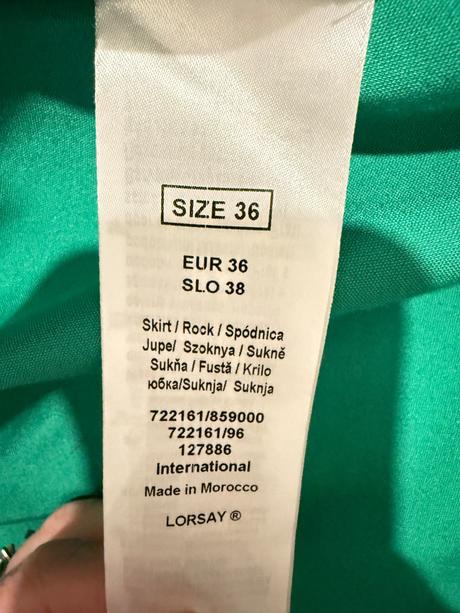 SIZE 36
EUR 36
SLO 38
Skirt / Rock / Spódnica
Jupe/ Szoknya / Sukně
Sukňa / Fustă / Krilo
юбка/Suknja/ Suknja
722161/859000
722161/96
127886
International
Made in Morocco
LORSAY ®